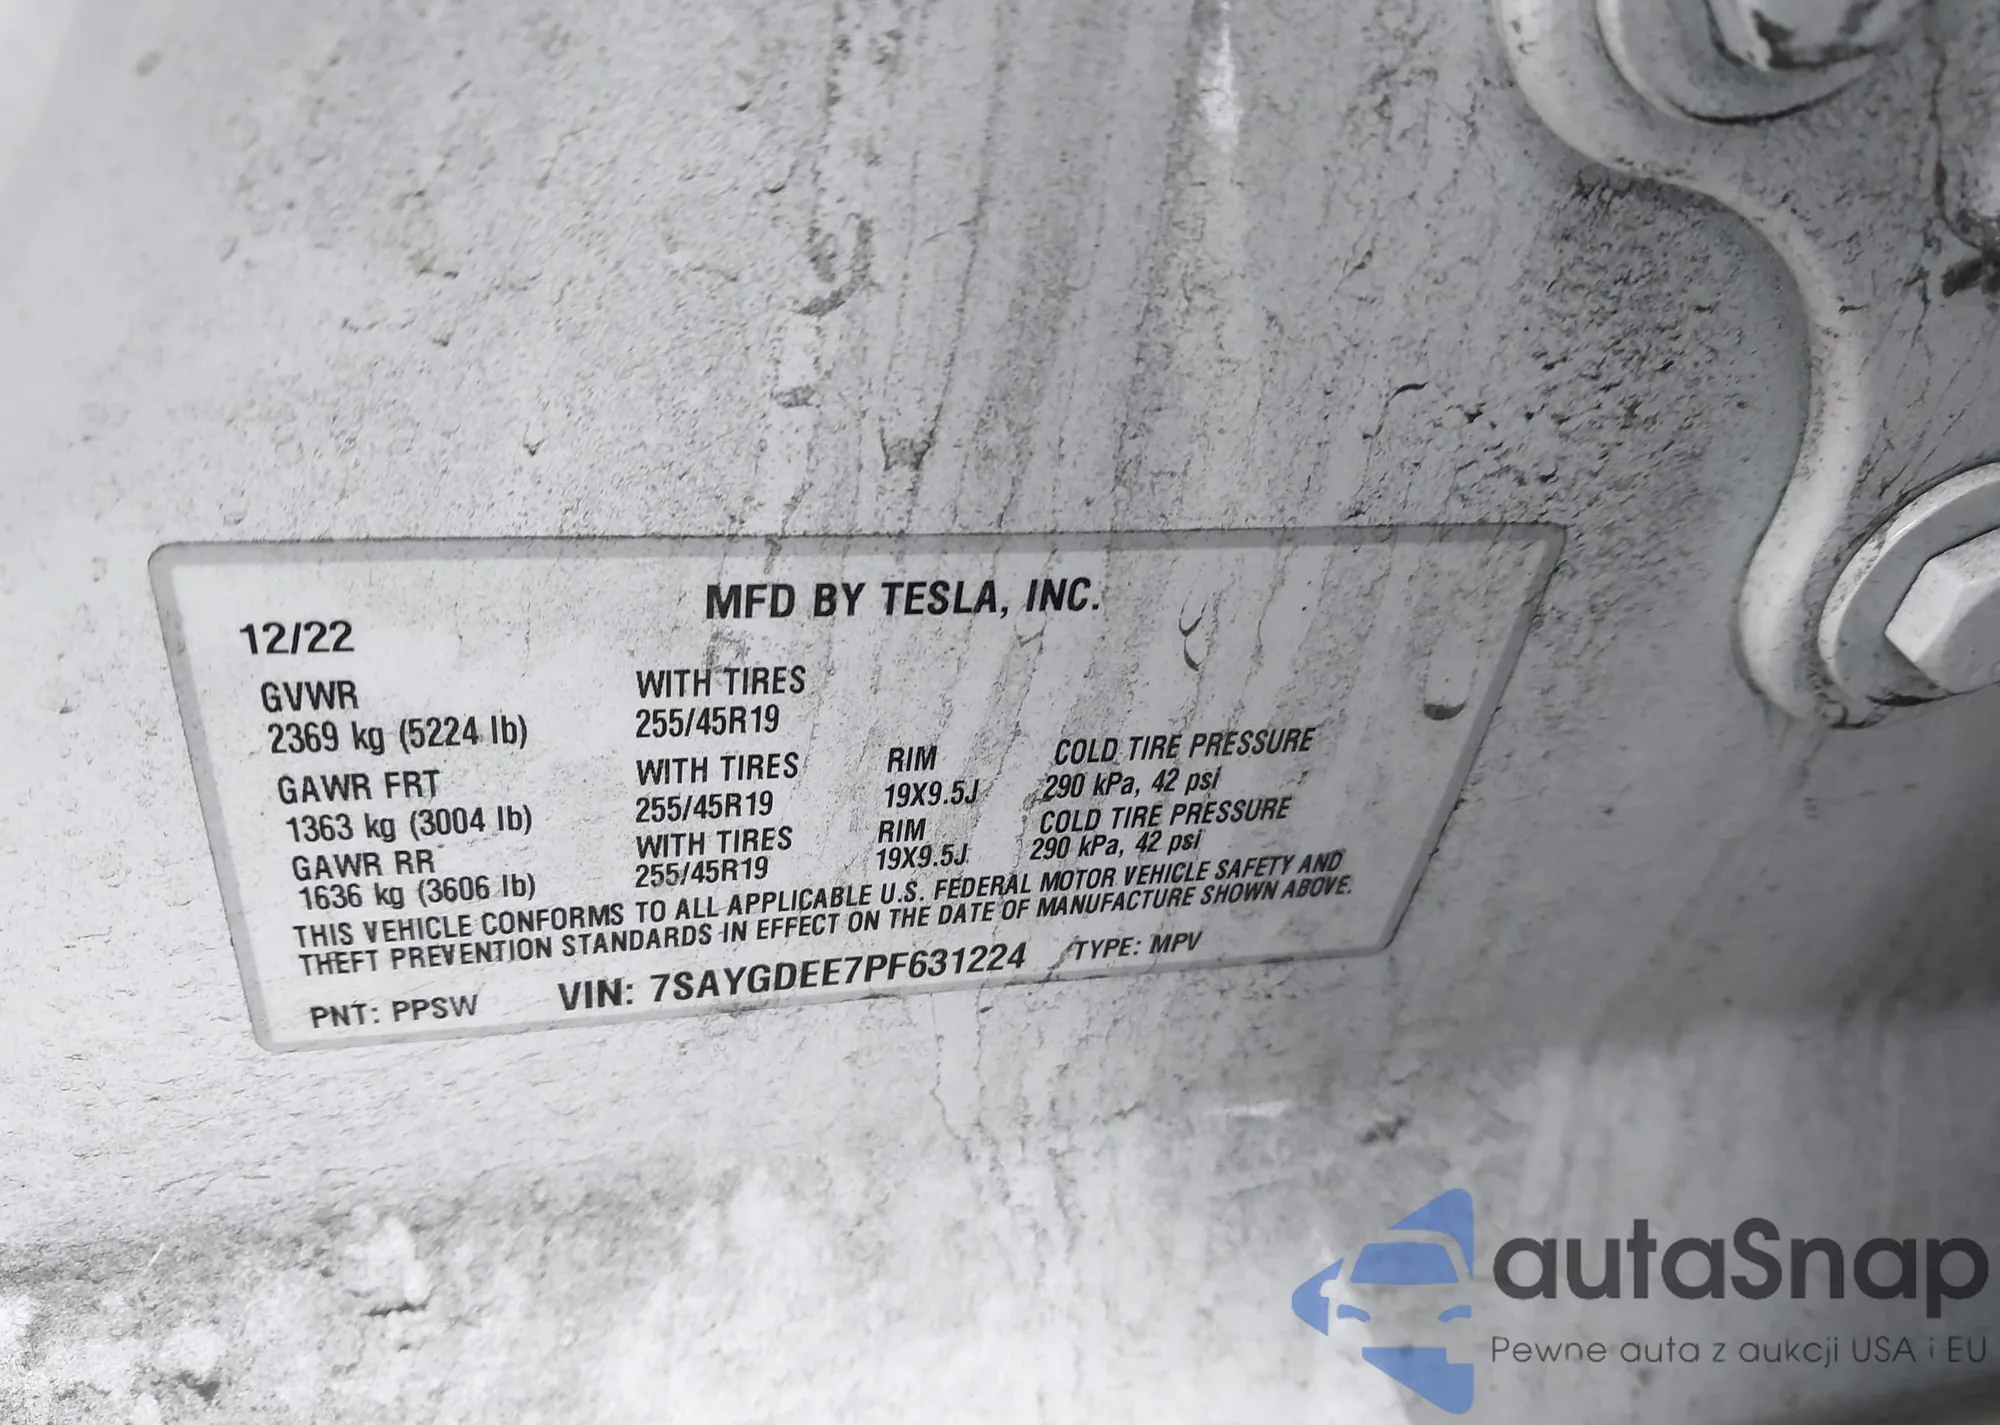 MFD BY TESLA, INC.
12/22
GVWR WITH TIRES
2369 kg (5224 lb) 255/45R19
GAWR FRT WITH TIRES RIM COLD TIRE PRESSURE
1363 kg (3004 lb) 255/45R19 19X9.5J 290 kPa, 42 psi
GAWR RR WITH TIRES RIM COLD TIRE PRESSURE
1636 kg (3606 lb) 255/45R19 19X9.5J 290 kPa, 42 psi
THIS VEHICLE CONFORMS TO ALL APPLICABLE U.S. FEDERAL MOTOR VEHICLE SAFETY AND
THEFT PREVENTION STANDARDS IN EFFECT ON THE DATE OF MANUFACTURE SHOWN ABOVE.
PNT: PPSW VIN: 7SAYGDEE7PF631224 TYPE: MPV
autaSnap
Pewne auta z aukcji USA i EU